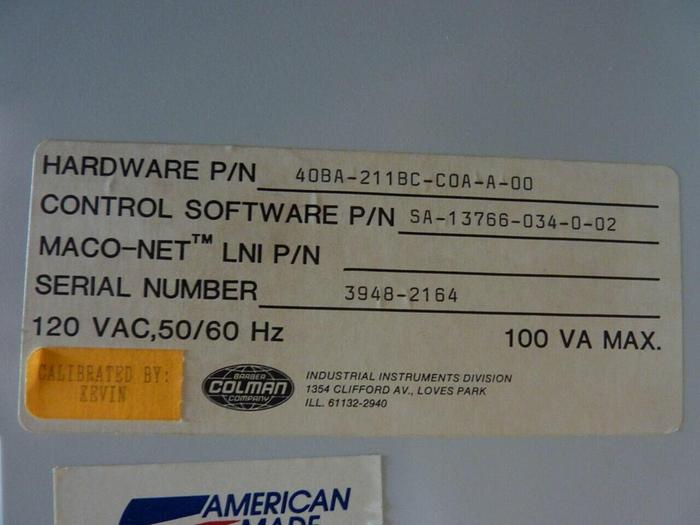 HARDWARE P/N 40BA-211BC-COA-A-00
CONTROL SOFTWARE P/N SA-13766-034-0-02
MACO-NET™ LNI P/N
SERIAL NUMBER 3948-2164
120 VAC,50/60 Hz 100 VA MAX.
CALIBRATED BY:
KEVIN
BARBER
COLMAN
COMPANY
INDUSTRIAL INSTRUMENTS DIVISION
1354 CLIFFORD AV., LOVES PARK
ILL. 61132-2940
AMERICAN
MADE